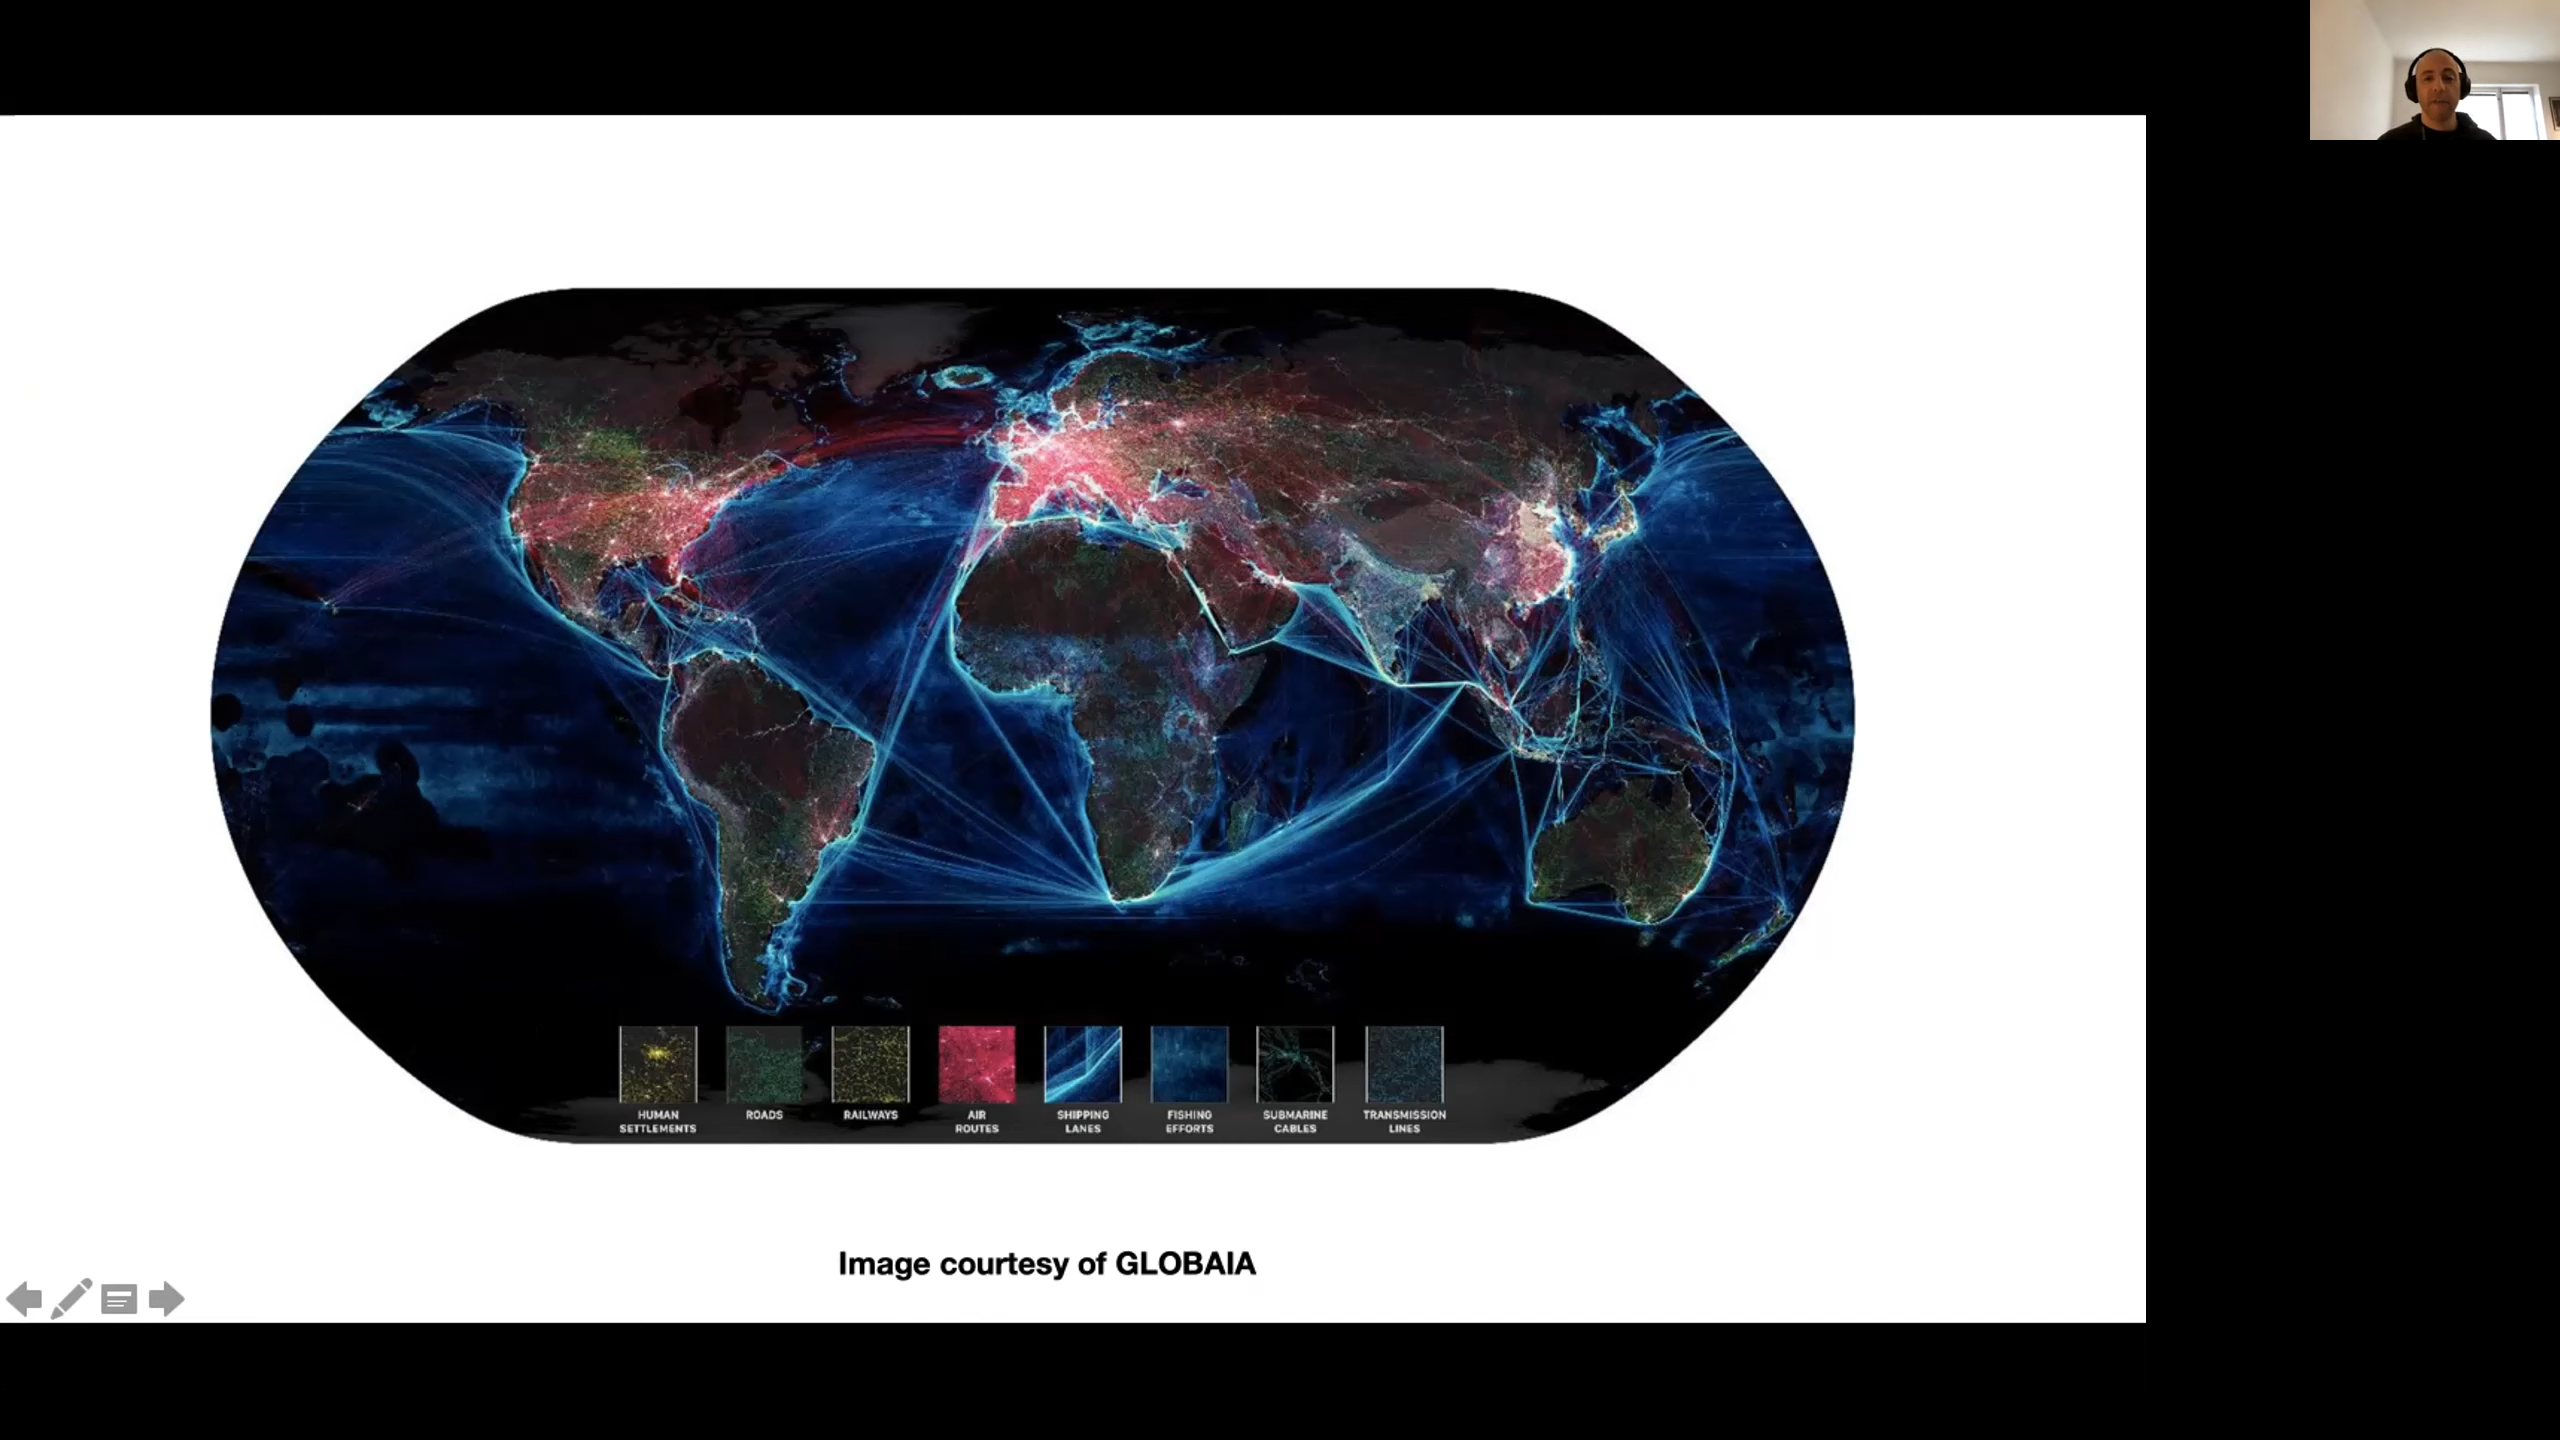 HUMAN
SETTLEMENTS
ROADS
RAILWAYS
AIR
ROUTES
SHIPPING
LANES
FISHING
EFFORTS
SUBMARINE
CABLES
TRANSMISSION
LINES
Image courtesy of GLOBAIA